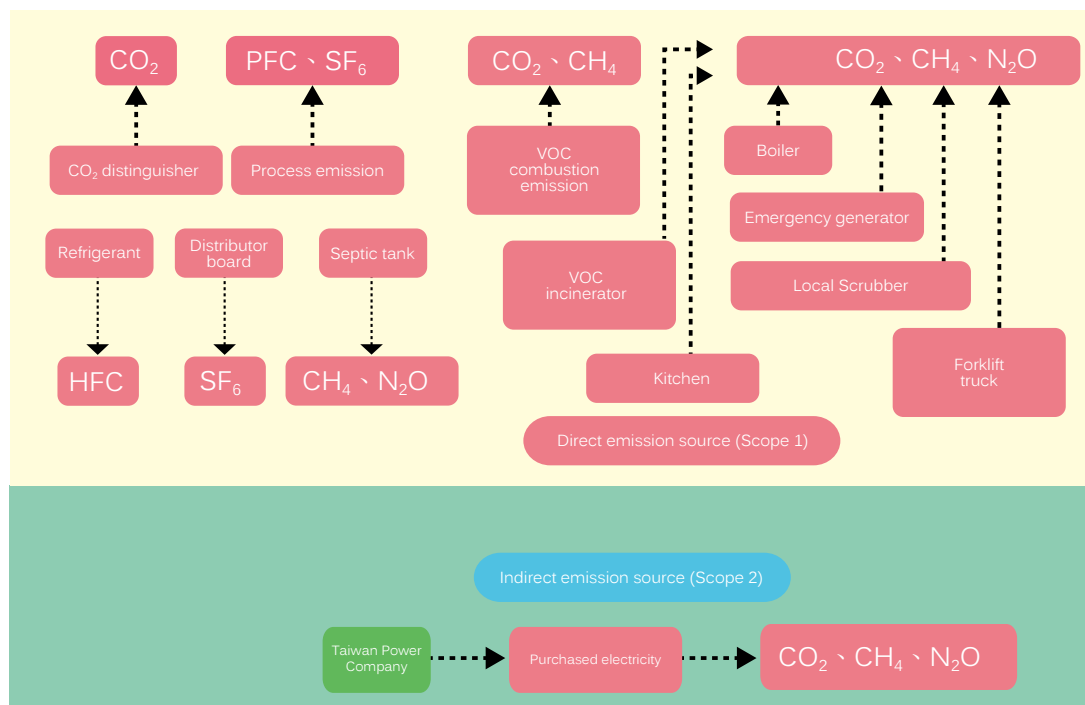 CO₂
PFC、SF₆
CO₂、CH₄
CO₂、CH₄、N₂O
CO₂ distinguisher
Process emission
VOC
combustion
emission
Boiler
Emergency generator
Refrigerant
Distributor
board
Septic tank
VOC
incinerator
Local Scrubber
Forklift
truck
HFC
SF₆
CH₄、N₂O
Kitchen
Direct emission source (Scope 1)
Indirect emission source (Scope 2)
Taiwan Power
Company
Purchased electricity
CO₂、CH₄、N₂O